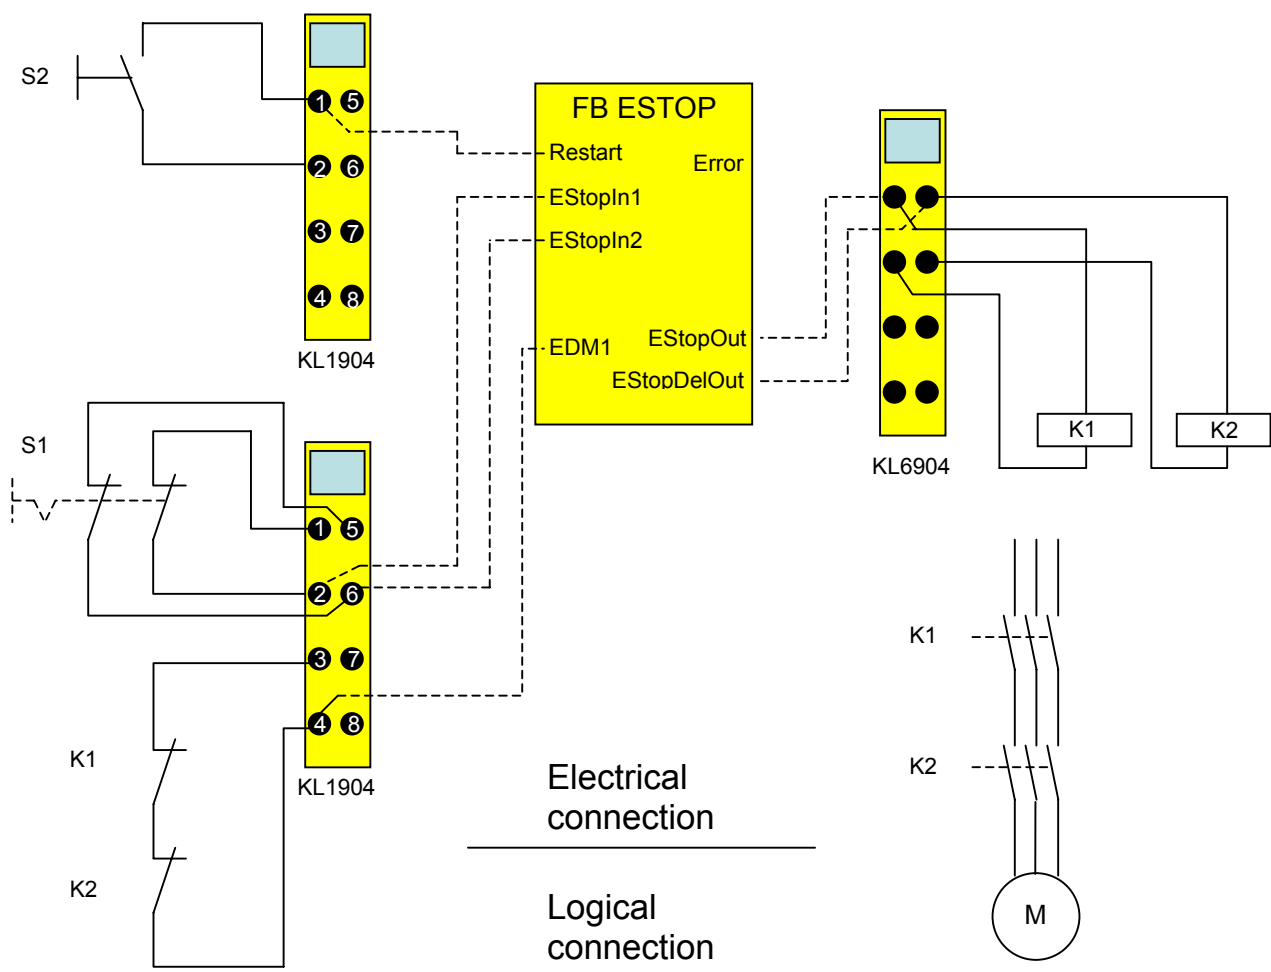 S2
1 5
2 6
3 7
4 8
KL1904
FB ESTOP
Restart
Error
EStopIn1
EStopIn2
EDM1
EStopOut
EStopDelOut
KL6904
K1
K2
S1
1 5
2 6
3 7
4 8
KL1904
K1
K2
Electrical
connection
Logical
connection
K1
K2
M